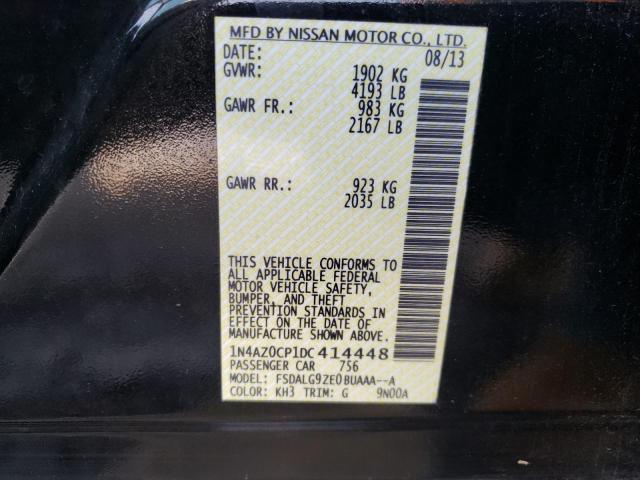 MFD BY NISSAN MOTOR CO., LTD.
DATE: 08/13
GVWR: 1902 KG
4193 LB
GAWR FR.: 983 KG
2167 LB
GAWR RR.: 923 KG
2035 LB
THIS VEHICLE CONFORMS TO
ALL APPLICABLE FEDERAL
MOTOR VEHICLE SAFETY,
BUMPER, AND THEFT
PREVENTION STANDARDS IN
EFFECT ON THE DATE OF
MANUFACTURE SHOWN ABOVE.
1N4AZ0CP1DC414448
PASSENGER CAR 756
MODEL: FSDALG9ZE0BUAAA--A
COLOR: KH3 TRIM: G 9N00A